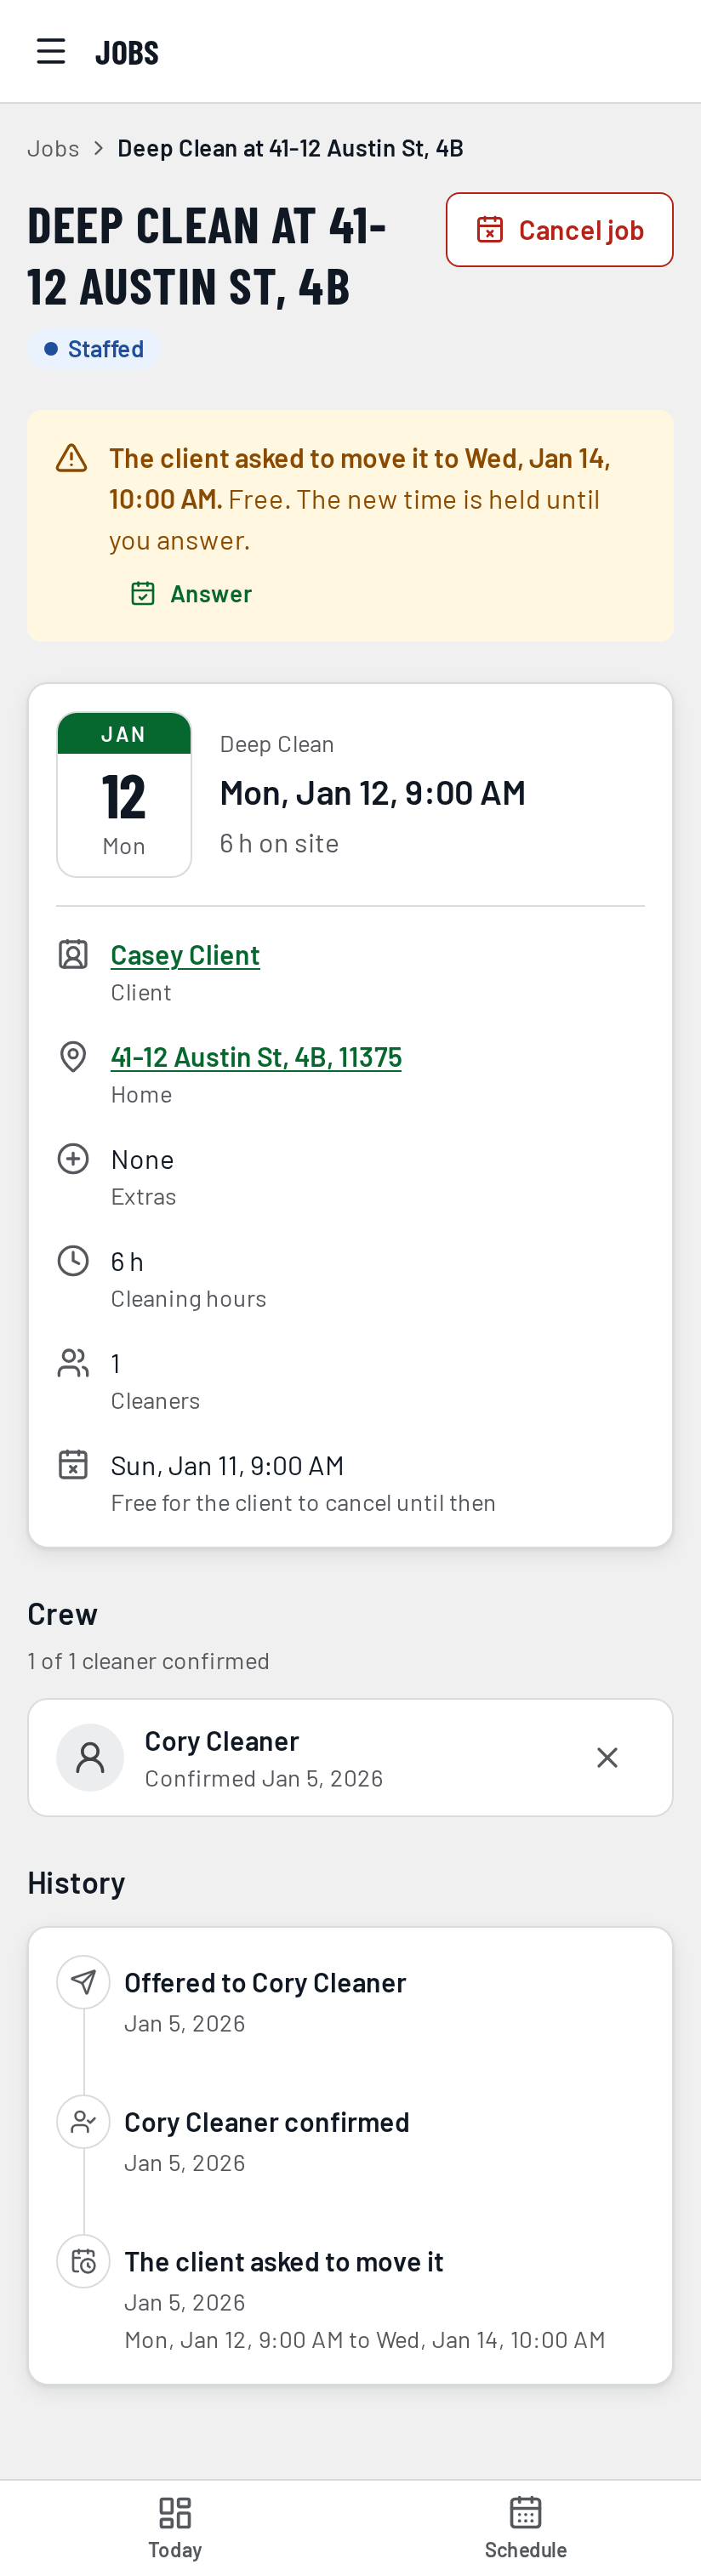 JOBS
Jobs > Deep Clean at 41-12 Austin St, 4B
DEEP CLEAN AT 41-
12 AUSTIN ST, 4B
Cancel job
Staffed
The client asked to move it to Wed, Jan 14,
10:00 AM. Free. The new time is held until
you answer.
Answer
JAN
12
Mon
Deep Clean
Mon, Jan 12, 9:00 AM
6 h on site
Casey Client
Client
41-12 Austin St, 4B, 11375
Home
None
Extras
6 h
Cleaning hours
1
Cleaners
Sun, Jan 11, 9:00 AM
Free for the client to cancel until then
Crew
1 of 1 cleaner confirmed
Cory Cleaner
Confirmed Jan 5, 2026
History
Offered to Cory Cleaner
Jan 5, 2026
Cory Cleaner confirmed
Jan 5, 2026
The client asked to move it
Jan 5, 2026
Mon, Jan 12, 9:00 AM to Wed, Jan 14, 10:00 AM
Today
Schedule